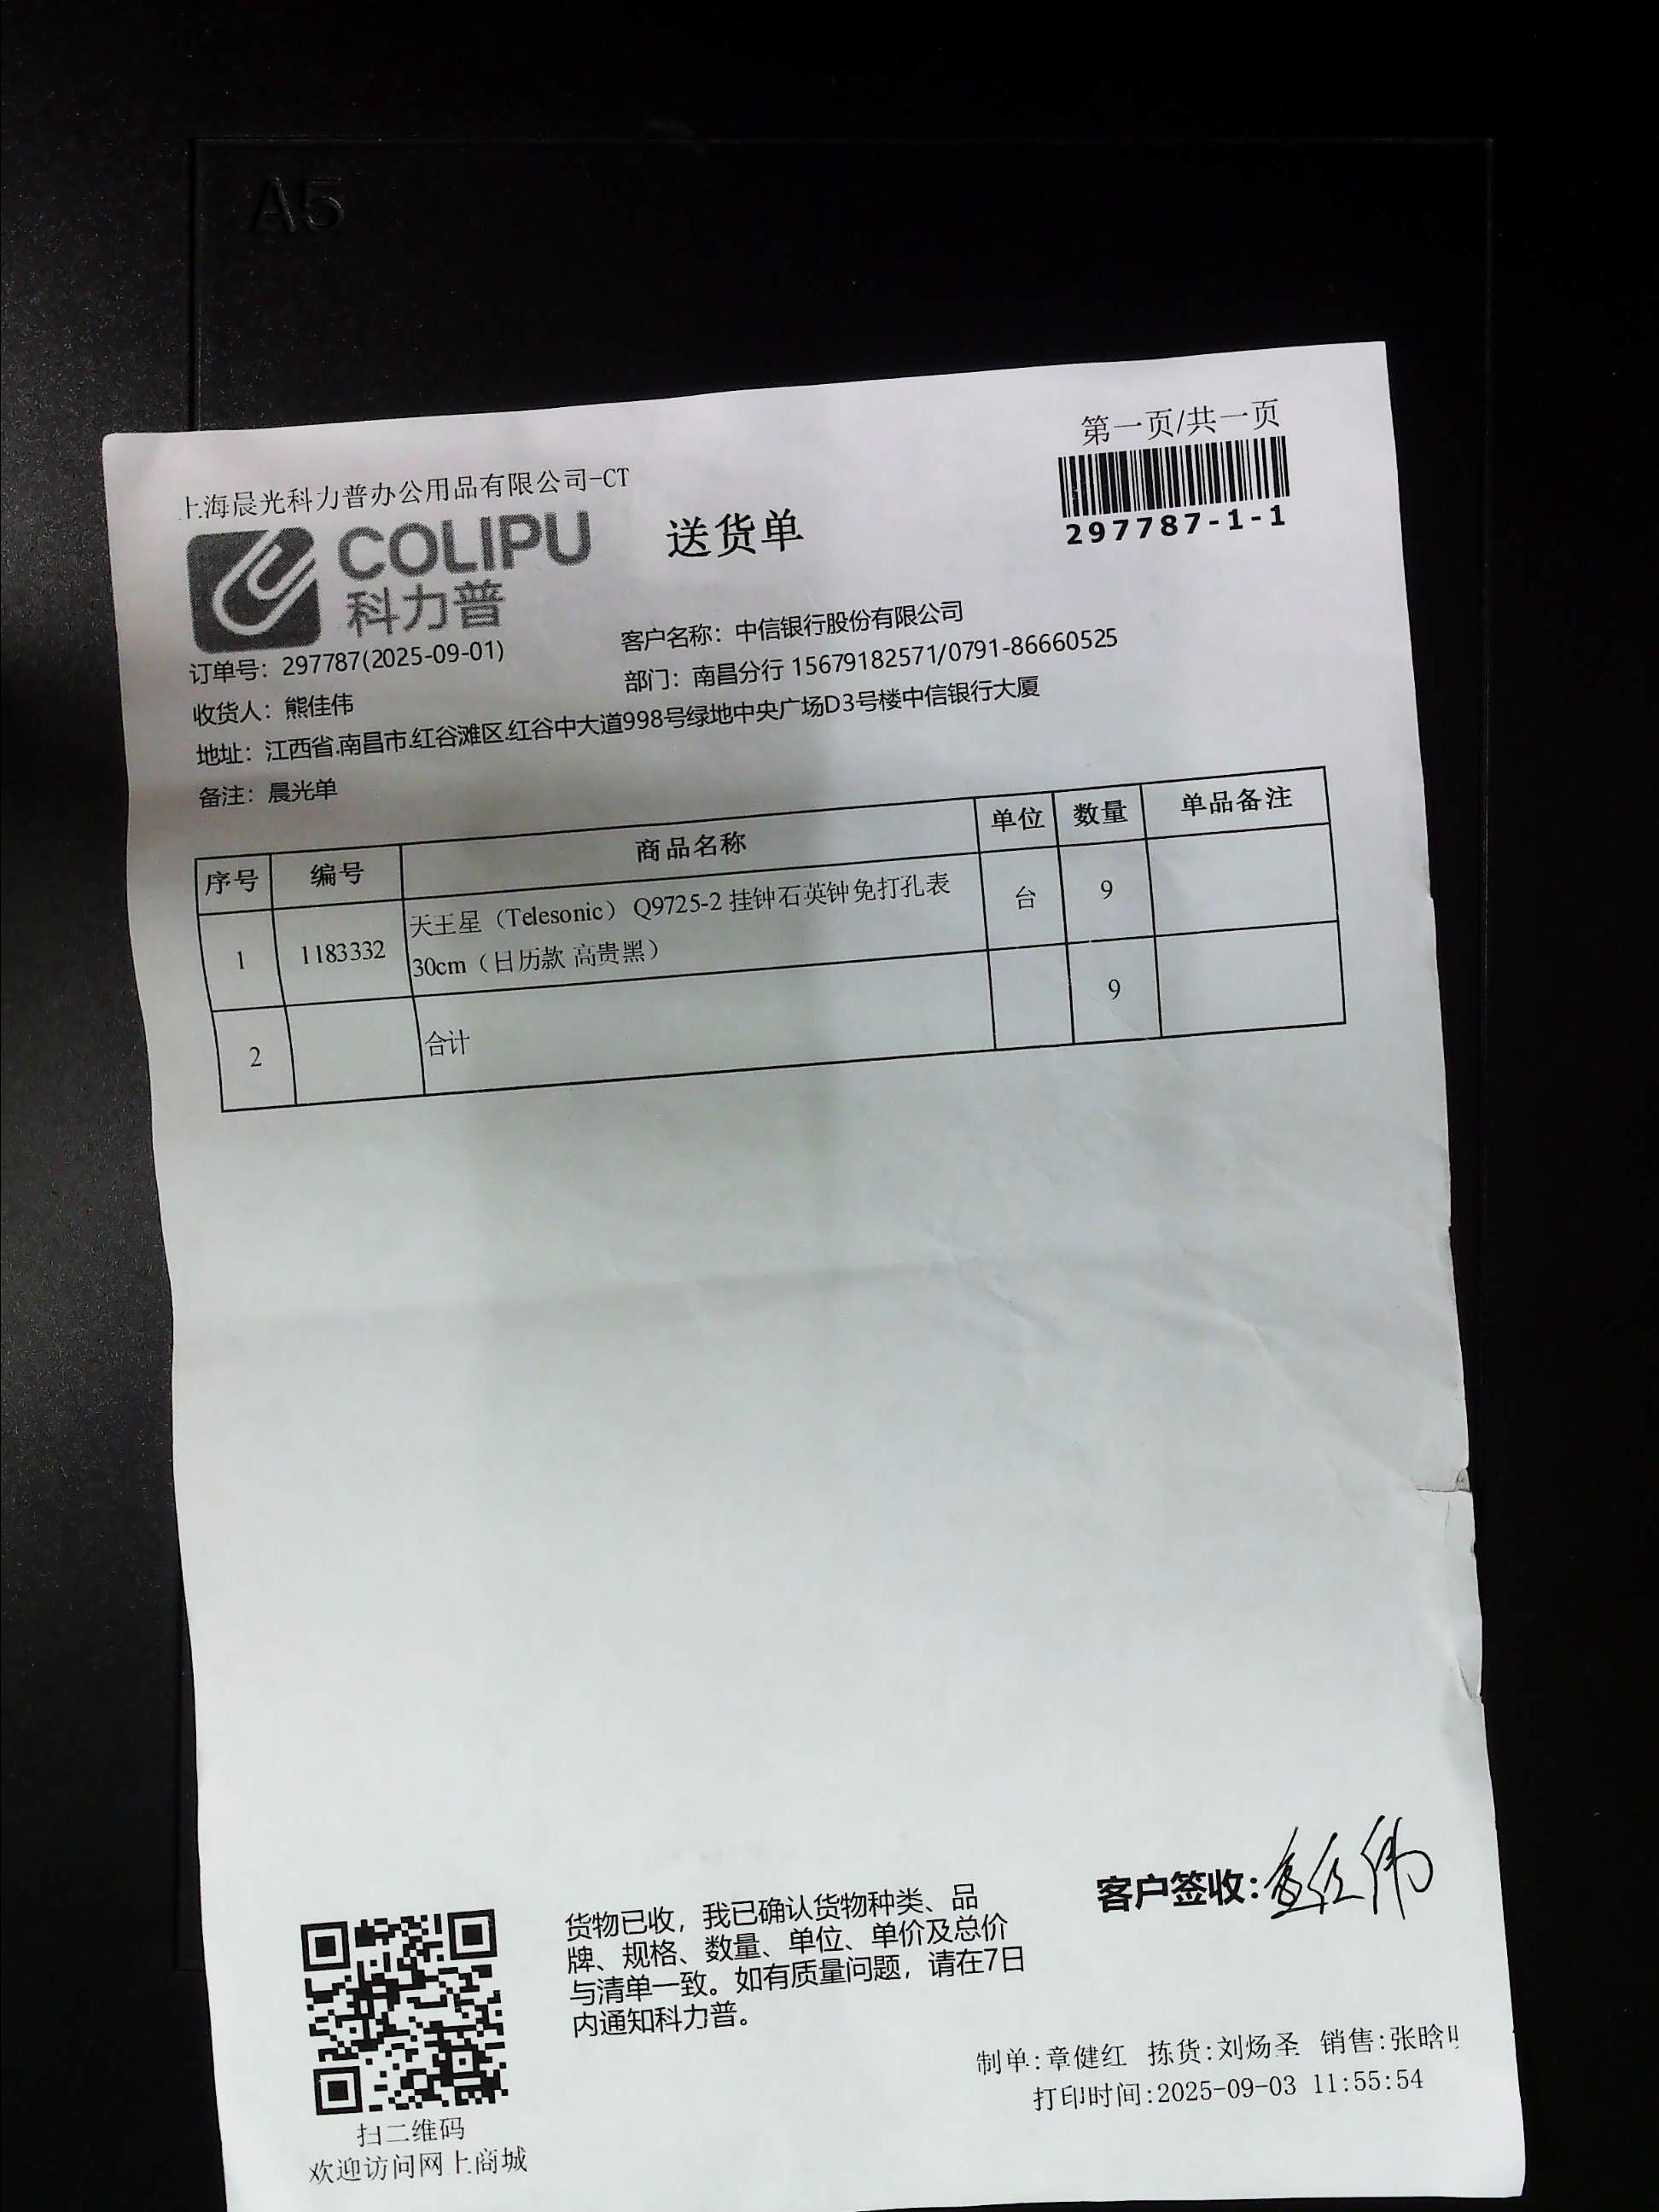 A5
第一页/共一页
上海晨光科力普办公用品有限公司-CT
297787-1-1
COLIPU
科力普
送货单
订单号：297787(2025-09-01)
客户名称：中信银行股份有限公司
收货人：熊佳伟
部门：南昌分行 15679182571/0791-86660525
地址：江西省.南昌市.红谷滩区.红谷中大道998号绿地中央广场D3号楼中信银行大厦
备注：晨光单
序号 编号 商品名称 单位 数量 单品备注
1 1183332 天王星（Telesonic） Q9725-2 挂钟石英钟免打孔表 台 9
30cm（日历款 高贵黑）
2 合计 9
客户签收:
货物已收，我已确认货物种类、品
牌、规格、数量、单位、单价及总价
与清单一致。如有质量问题，请在7日
内通知科力普。
制单:章健红 拣货:刘炀圣 销售:张晗
打印时间:2025-09-03 11:55:54
扫二维码
欢迎访问网上商城